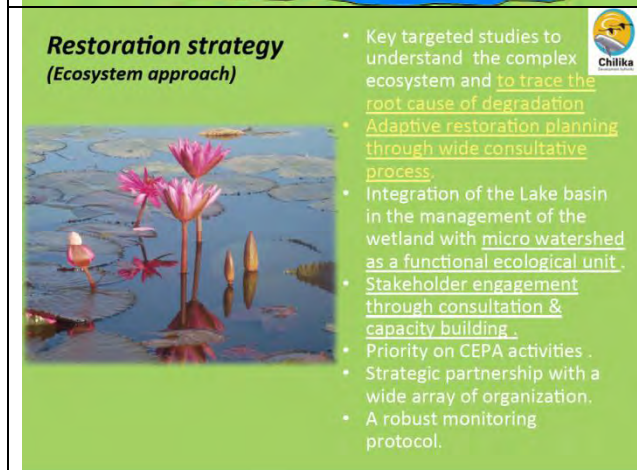 Restoration strategy
(Ecosystem approach)
• Key targeted studies to
understand the complex
ecosystem and to trace the
root cause of degradation
• Adaptive restoration planning
through wide consultative
process.
• Integration of the Lake basin
in the management of the
wetland with micro watershed
as a functional ecological unit .
• Stakeholder engagement
through consultation &
capacity building .
• Priority on CEPA activities .
• Strategic partnership with a
wide array of organization.
• A robust monitoring
protocol.
Chilika